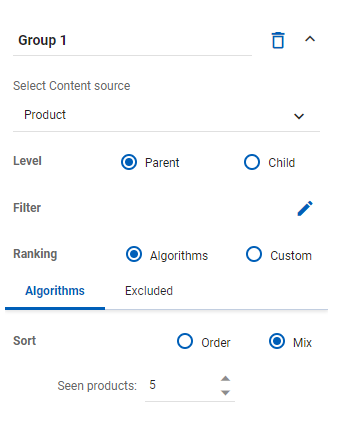 Group 1
Select Content source
Product
Level Parent Child
Filter
Ranking Algorithms Custom
Algorithms Excluded
Sort Order Mix
Seen products: 5